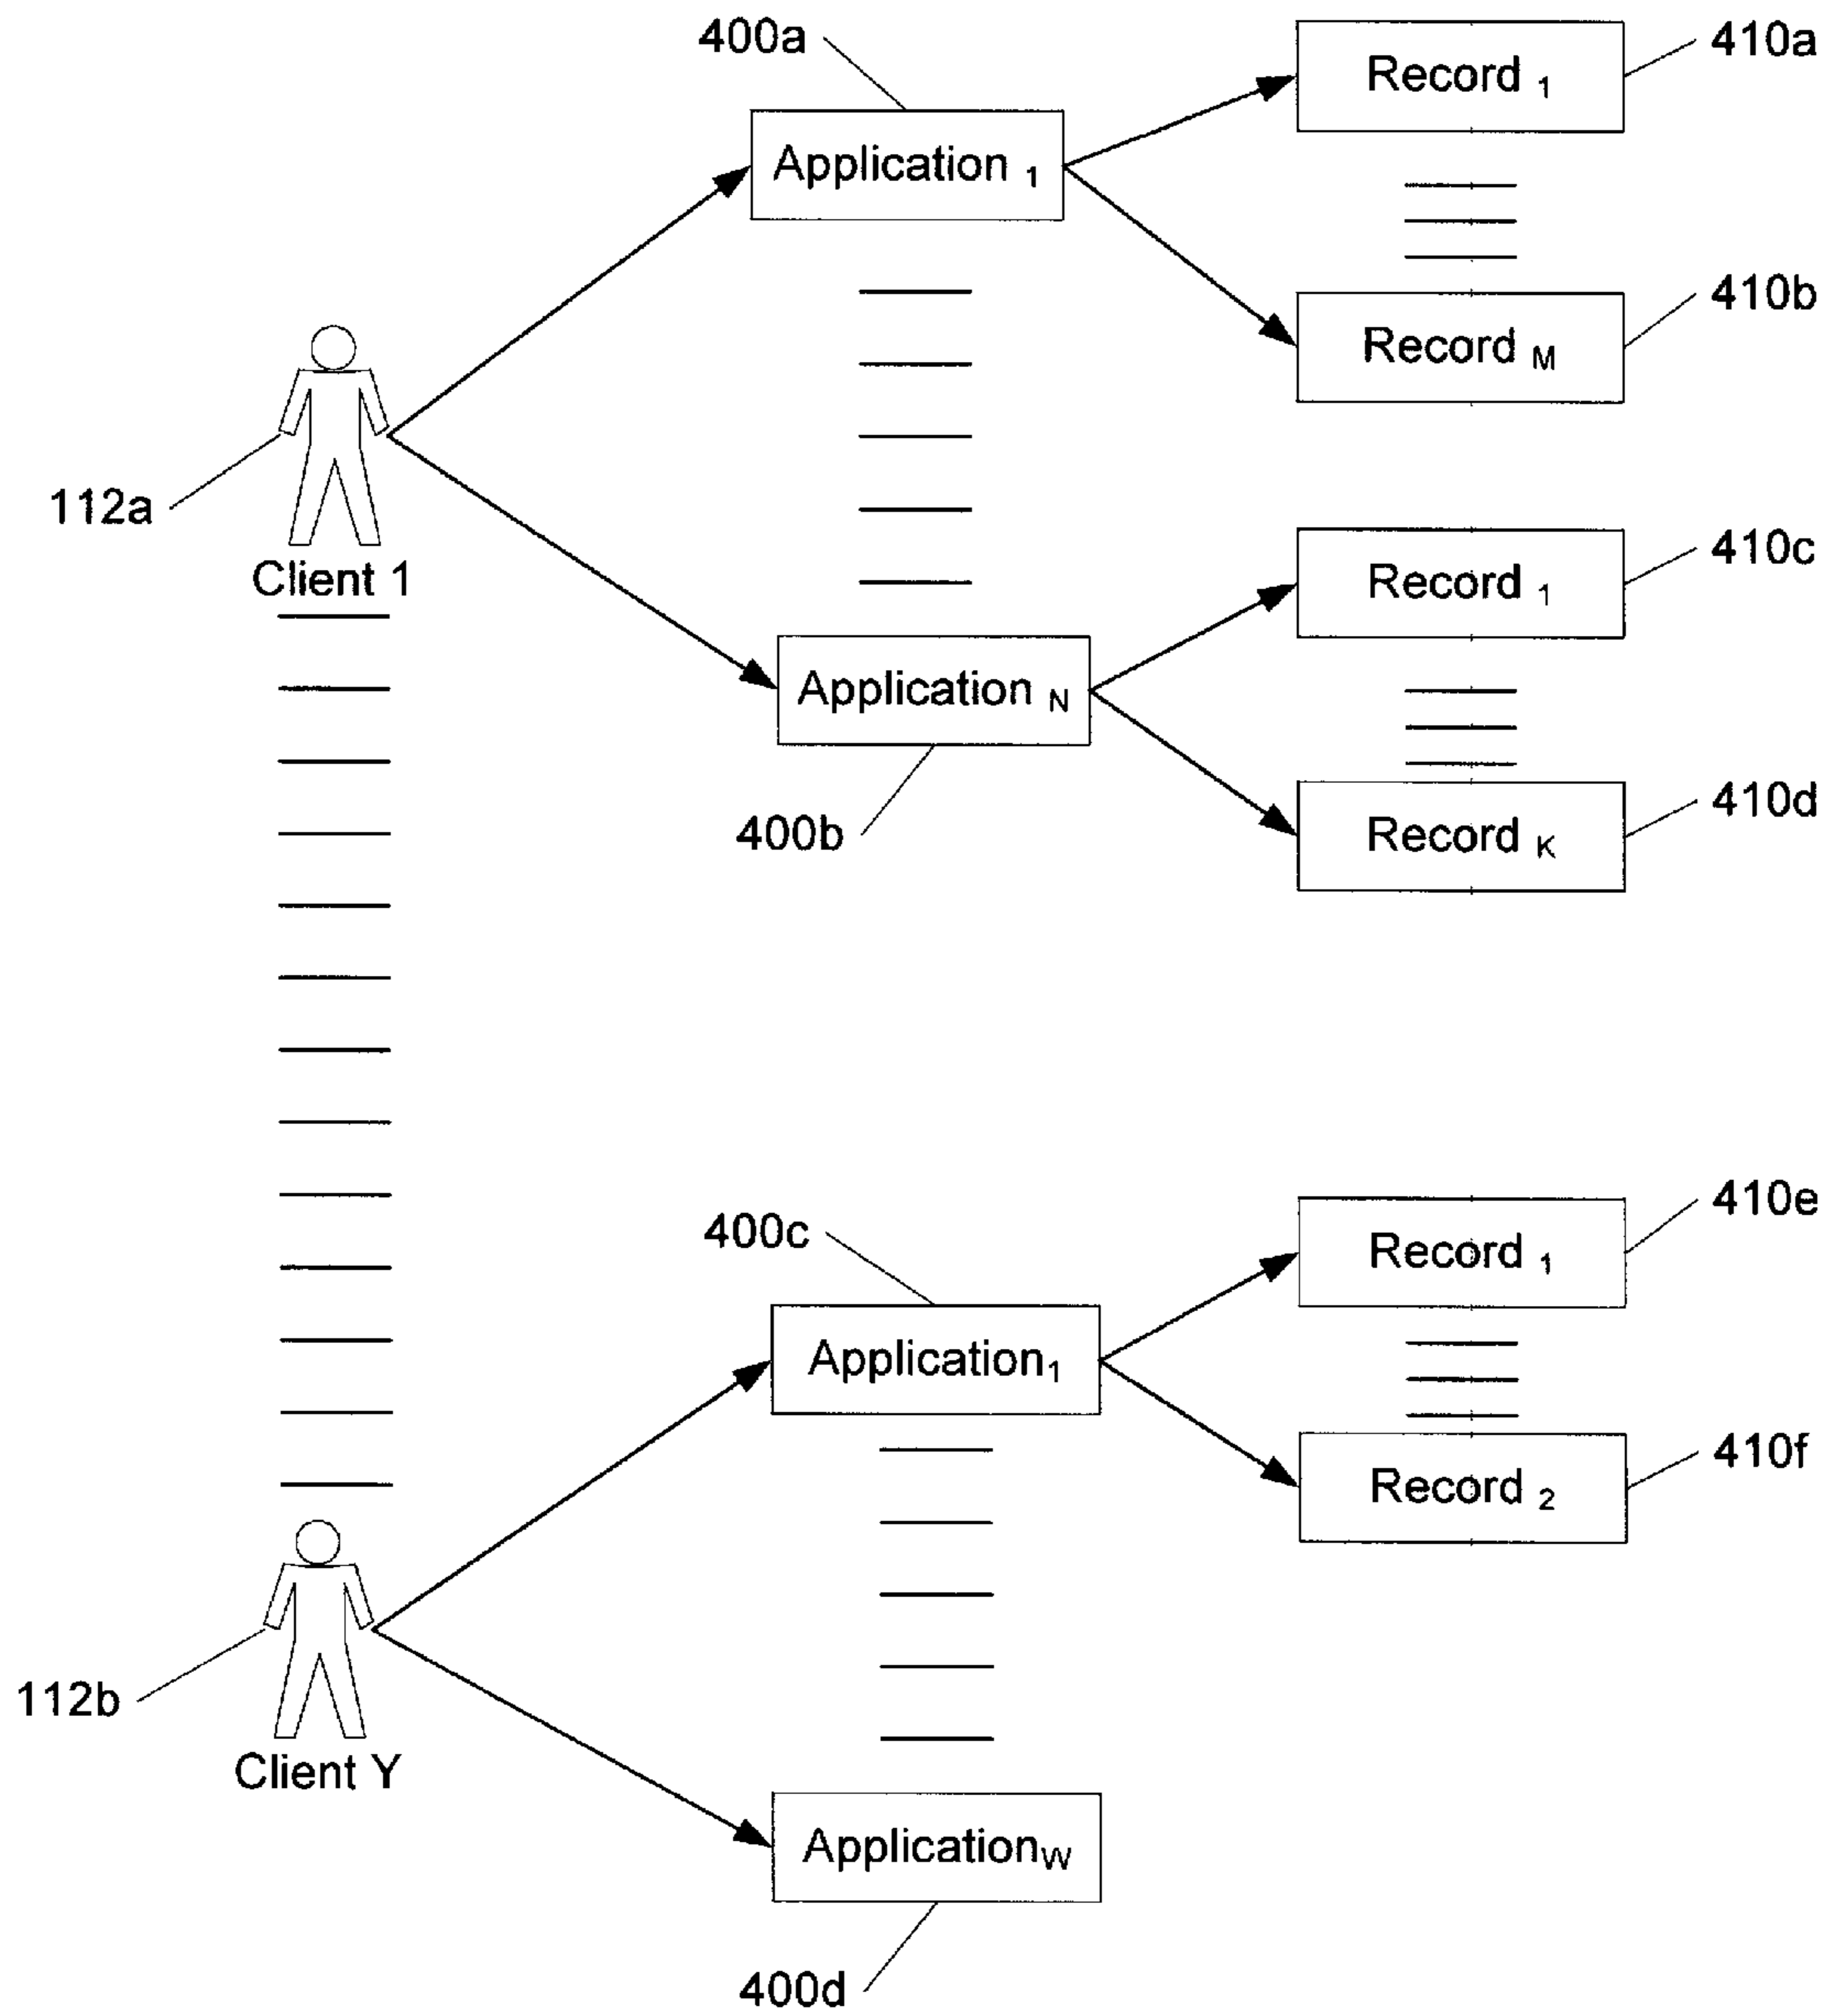 400a
410a
Record 1
Application 1
410b
Record M
112a
Client 1
410c
Record 1
Application N
410d
Record K
400b
410e
400c
Record 1
Application1
410f
Record 2
112b
Client Y
ApplicationW
400d